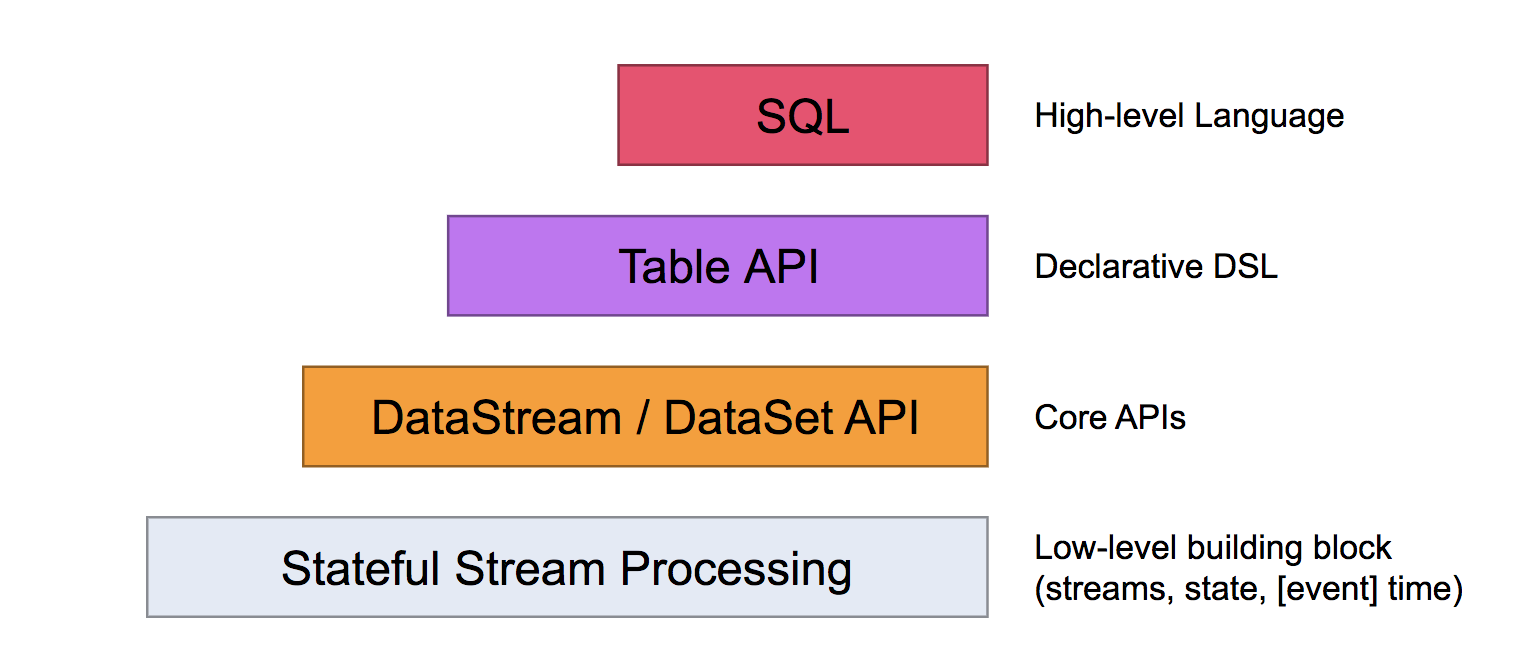 SQL
High-level Language
Table API
Declarative DSL
DataStream / DataSet API
Core APIs
Stateful Stream Processing
Low-level building block
(streams, state, [event] time)